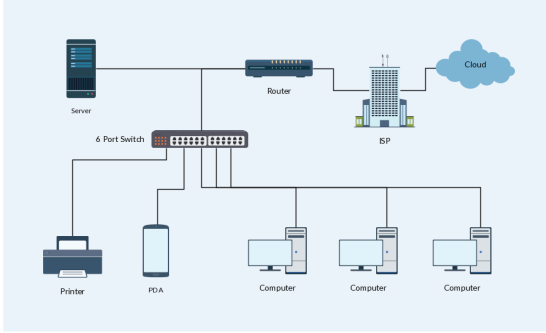 Cloud
Router
Server
6 Port Switch
ISP
Printer
PDA
Computer
Computer
Computer